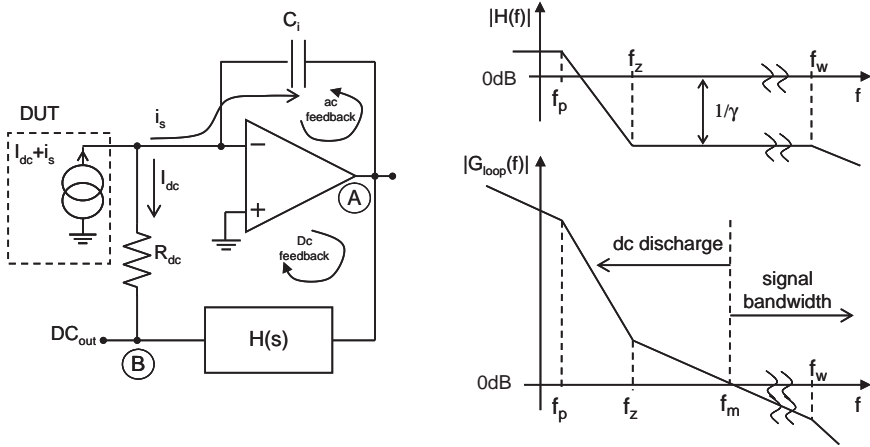 C_i
ac
feedback
DUT
i_s
I_dc+i_s
I_dc
−
+
A
Dc
feedback
R_dc
DC_out
H(s)
B
|H(f)|
0dB
f_p
f_z
f_w
f
1/γ
|G_loop(f)|
dc discharge
signal
bandwidth
0dB
f_p
f_z
f_m
f_w
f